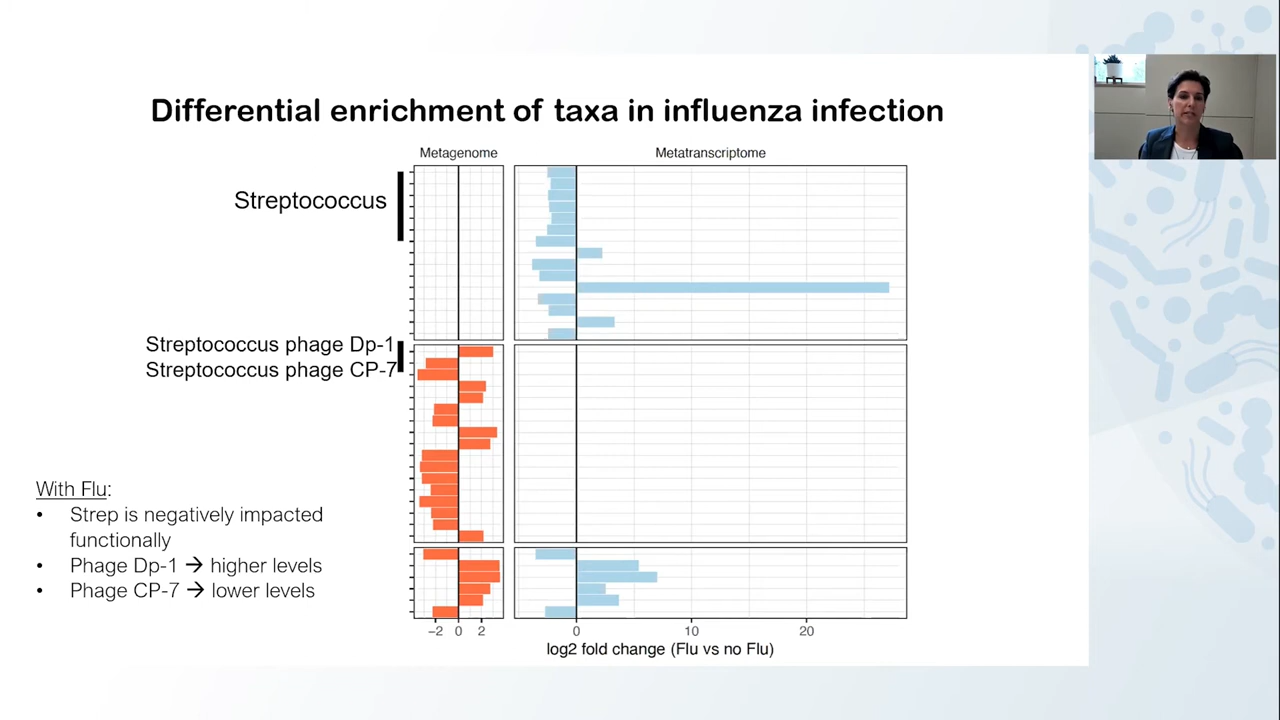 Differential enrichment of taxa in influenza infection
Metagenome
Metatranscriptome
Streptococcus
Streptococcus phage Dp-1
Streptococcus phage CP-7
With Flu:
• Strep is negatively impacted
functionally
• Phage Dp-1 → higher levels
• Phage CP-7 → lower levels
−2 0 2
0 10 20
log2 fold change (Flu vs no Flu)